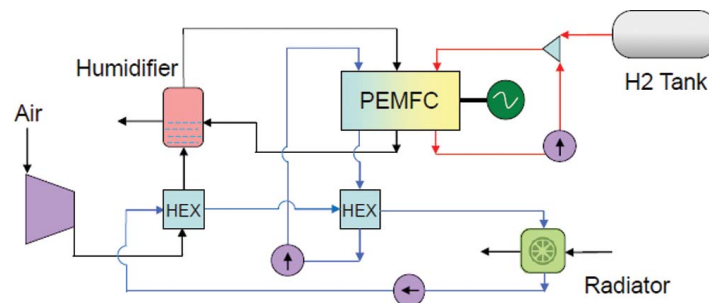 Humidifier
PEMFC
H2 Tank
Air
HEX
HEX
Radiator